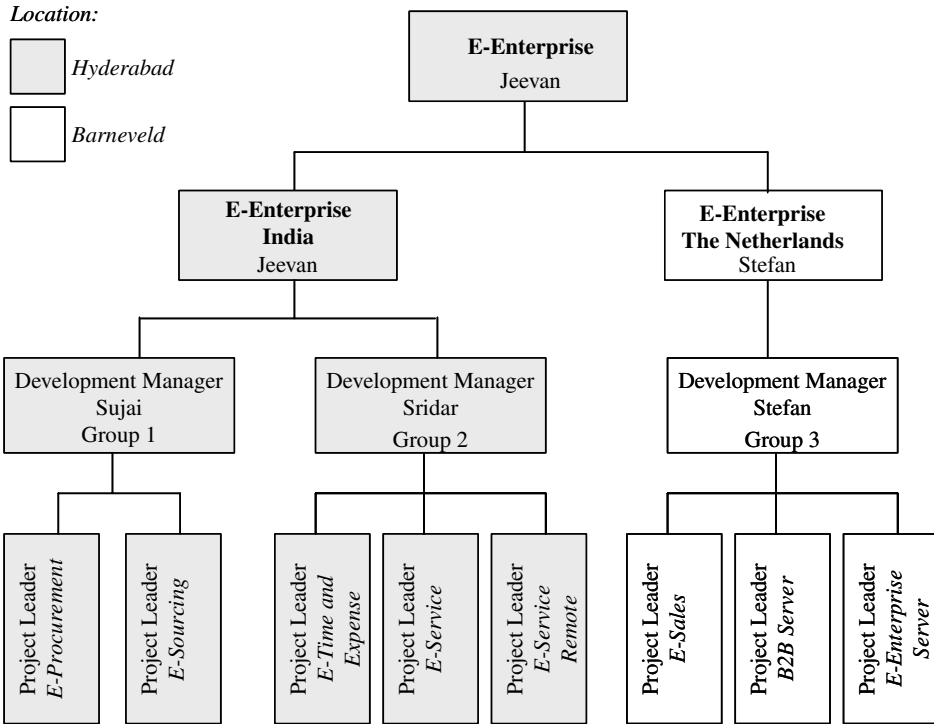 Location:
Hyderabad
Barneveld
E-Enterprise
Jeevan
E-Enterprise
India
Jeevan
E-Enterprise
The Netherlands
Stefan
Development Manager
Sujai
Group 1
Development Manager
Sridar
Group 2
Development Manager
Stefan
Group 3
Project Leader
E-Procurement
Project Leader
E-Sourcing
Project Leader
E-Time and
Expense
Project Leader
E-Service
Project Leader
E-Service
Remote
Project Leader
E-Sales
Project Leader
B2B Server
Project Leader
E-Enterprise
Server